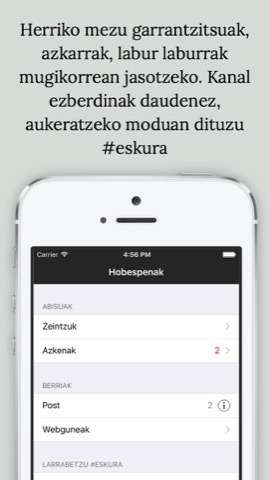 Herriko mezu garrantzitsuak,
azkarrak, labur laburrak
mugikorrean jasotzeko. Kanal
ezberdinak daudenez,
aukeratzeko moduan dituzu
#eskura
Carrier 4:56 PM
Hobespenak
ABISUAK
Zeintzuk
Azkenak 2
BERRIAK
Post 2
Webguneak
LARRABETZU #ESKURA